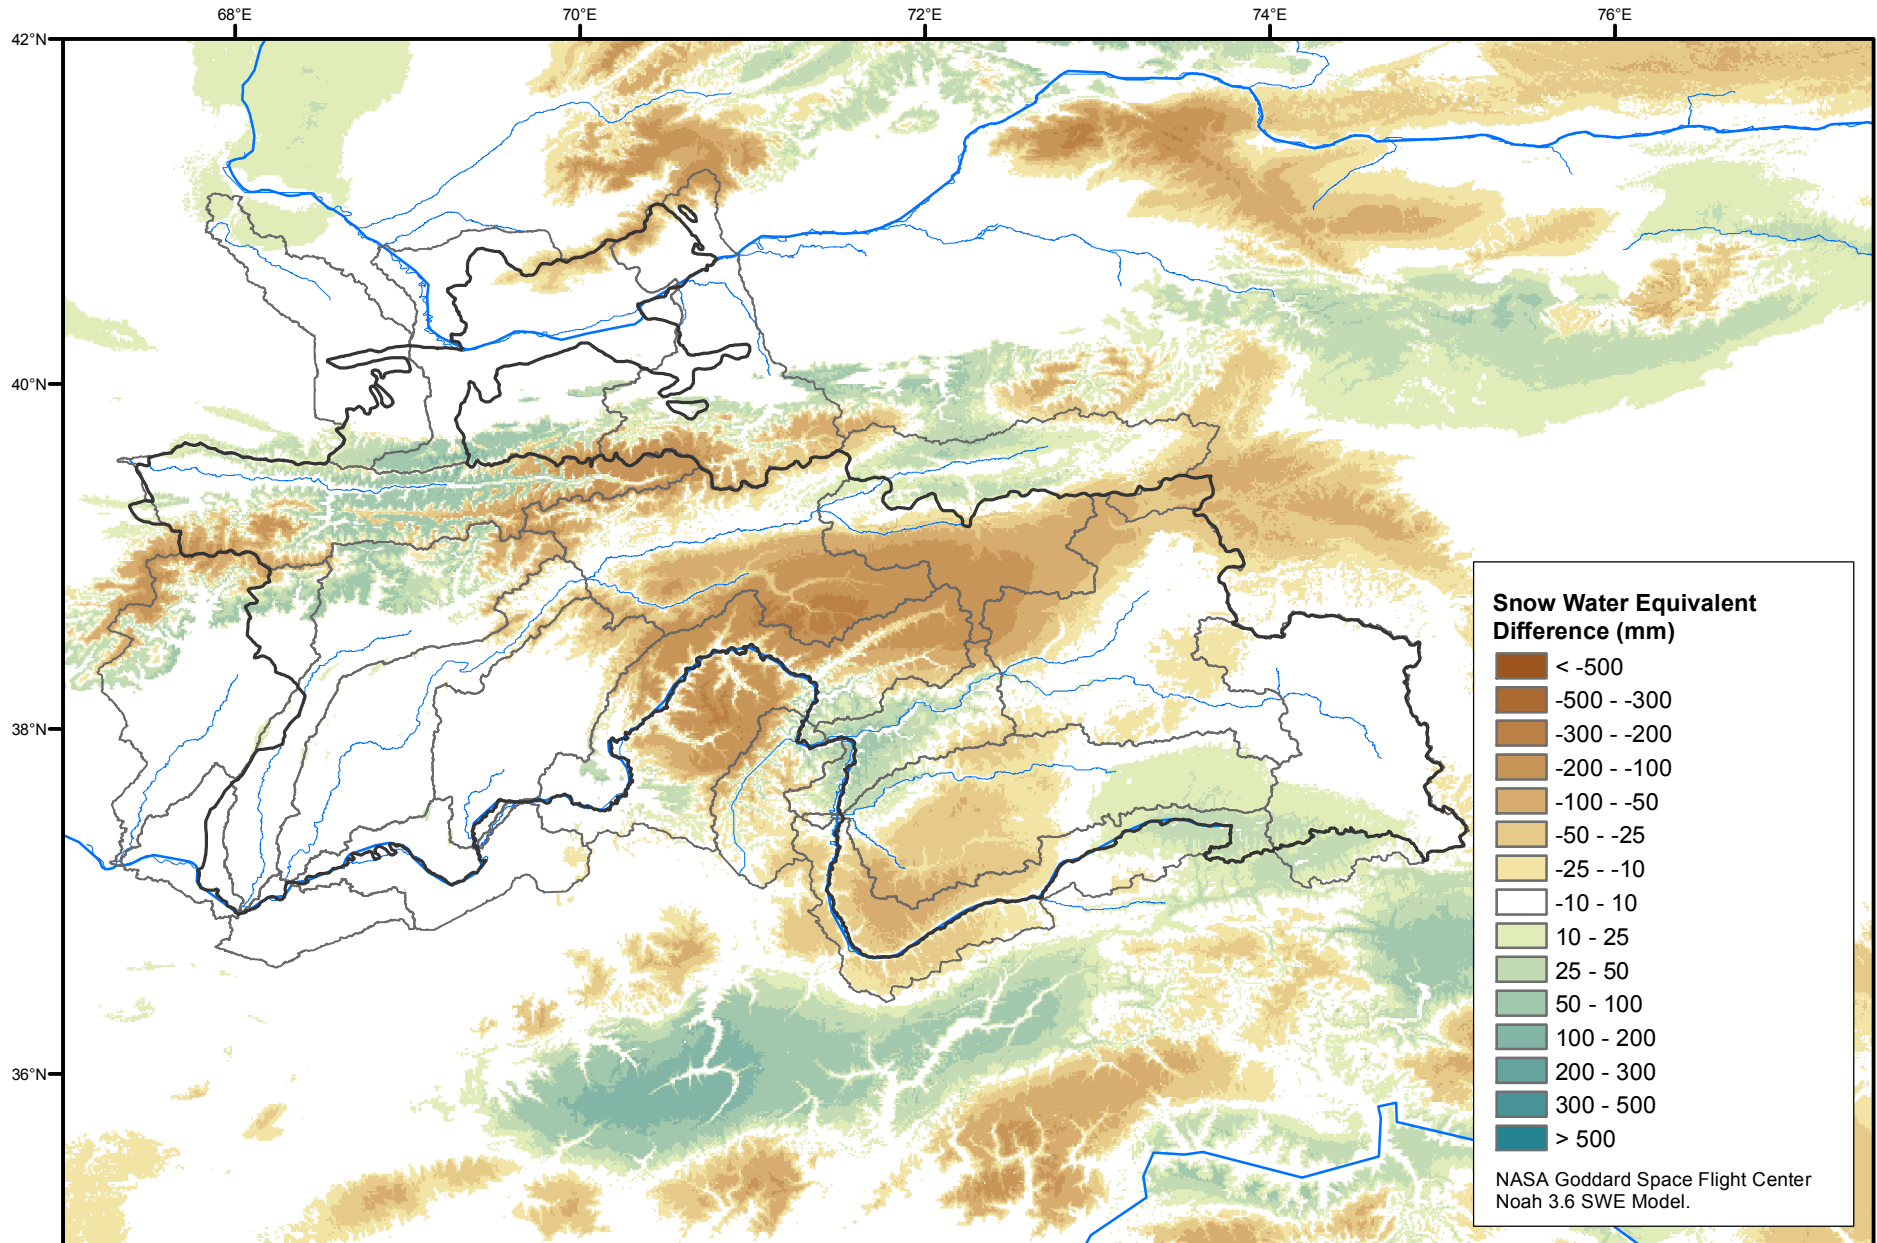 68°E 70°E 72°E 74°E 76°E
42°N
40°N
38°N
36°N
Snow Water Equivalent
Difference (mm)
< -500
-500 - -300
-300 - -200
-200 - -100
-100 - -50
-50 - -25
-25 - -10
-10 - 10
10 - 25
25 - 50
50 - 100
100 - 200
200 - 300
300 - 500
> 500
NASA Goddard Space Flight Center
Noah 3.6 SWE Model.